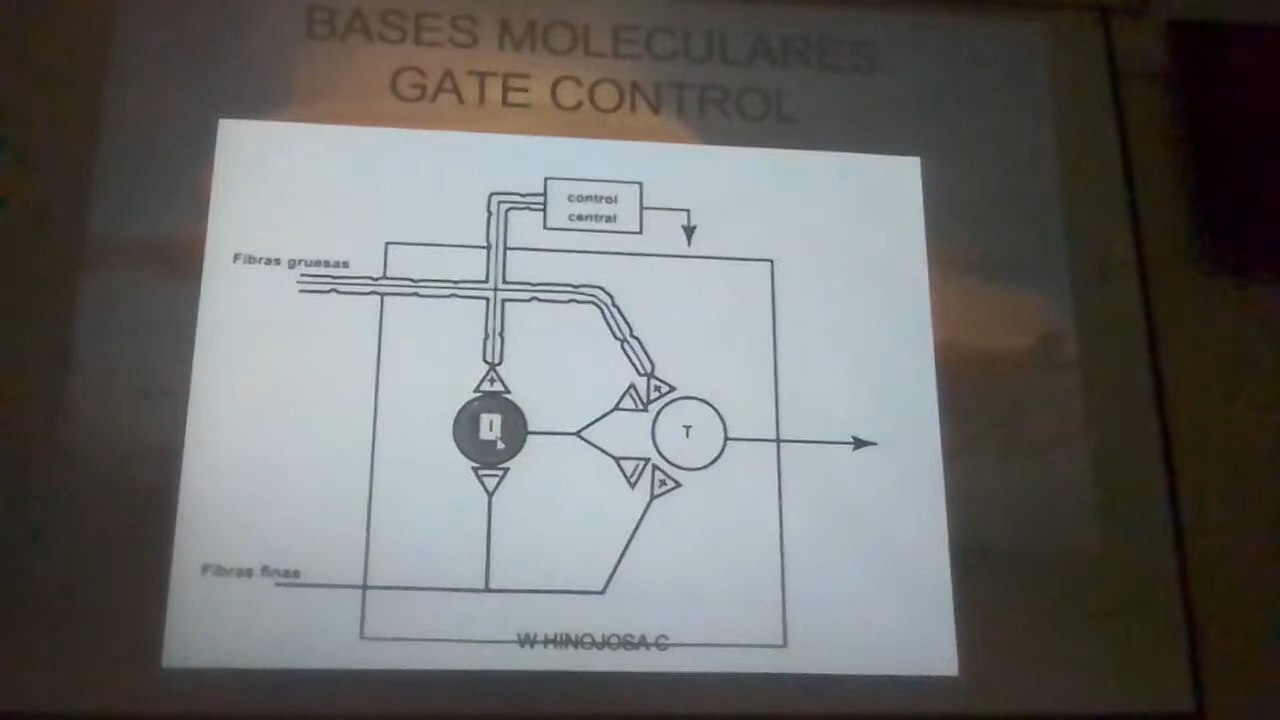 BASES MOLECULARES
GATE CONTROL
control
central
Fibras gruesas
+
I
+
T
+
Fibras finas
W HINOJOSA C